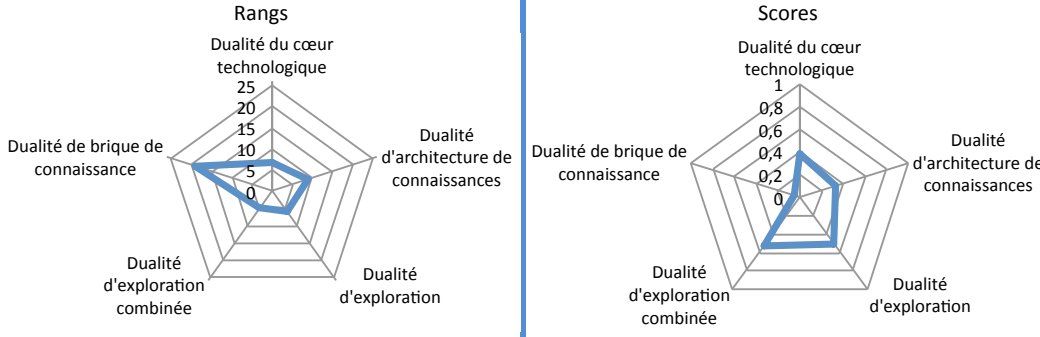 Rangs
Dualité du cœur
technologique
25
20
15
10
5
0
Dualité
d'architecture de
connaissances
Dualité
d'exploration
Dualité
d'exploration
combinée
Dualité de brique de
connaissance
Scores
Dualité du cœur
technologique
1
0,8
0,6
0,4
0,2
0
Dualité
d'architecture de
connaissances
Dualité
d'exploration
Dualité
d'exploration
combinée
Dualité de brique de
connaissance